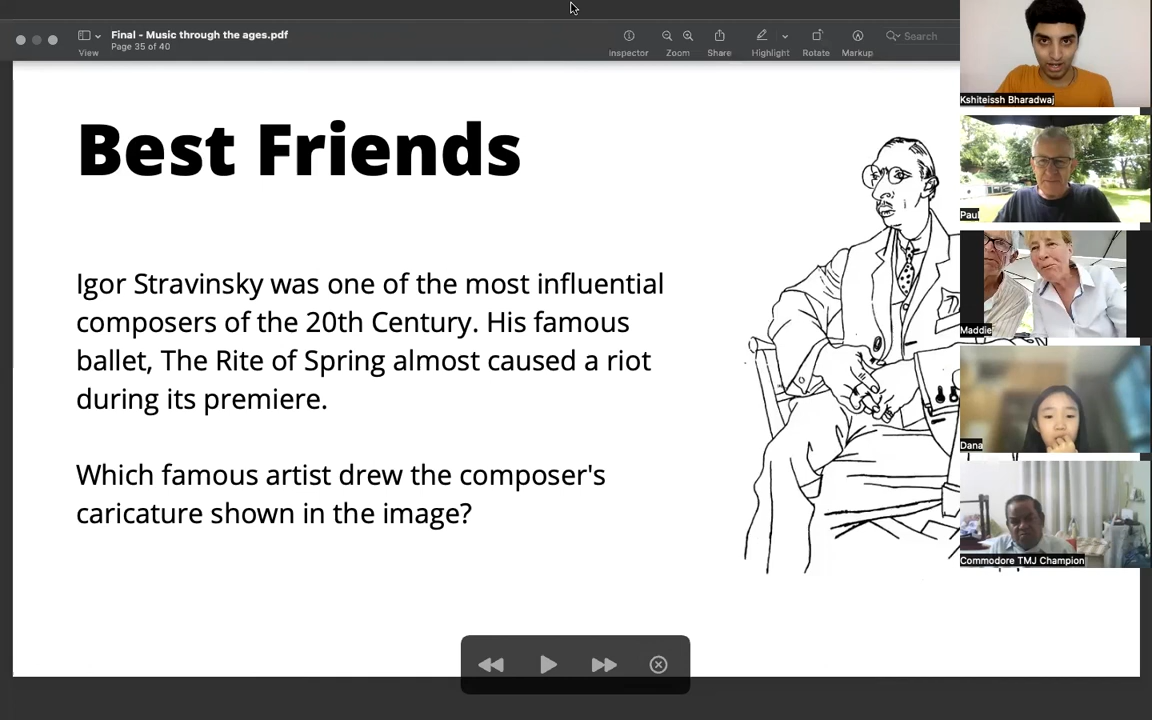 Final - Music through the ages.pdf
Page 35 of 40
View
Inspector
Zoom
Share
Highlight
Rotate
Markup
Search
Best Friends
Igor Stravinsky was one of the most influential
composers of the 20th Century. His famous
ballet, The Rite of Spring almost caused a riot
during its premiere.
Which famous artist drew the composer's
caricature shown in the image?
Kshiteissh Bharadwaj
Paul
Maddie
Dana
Commodore TMJ Champion